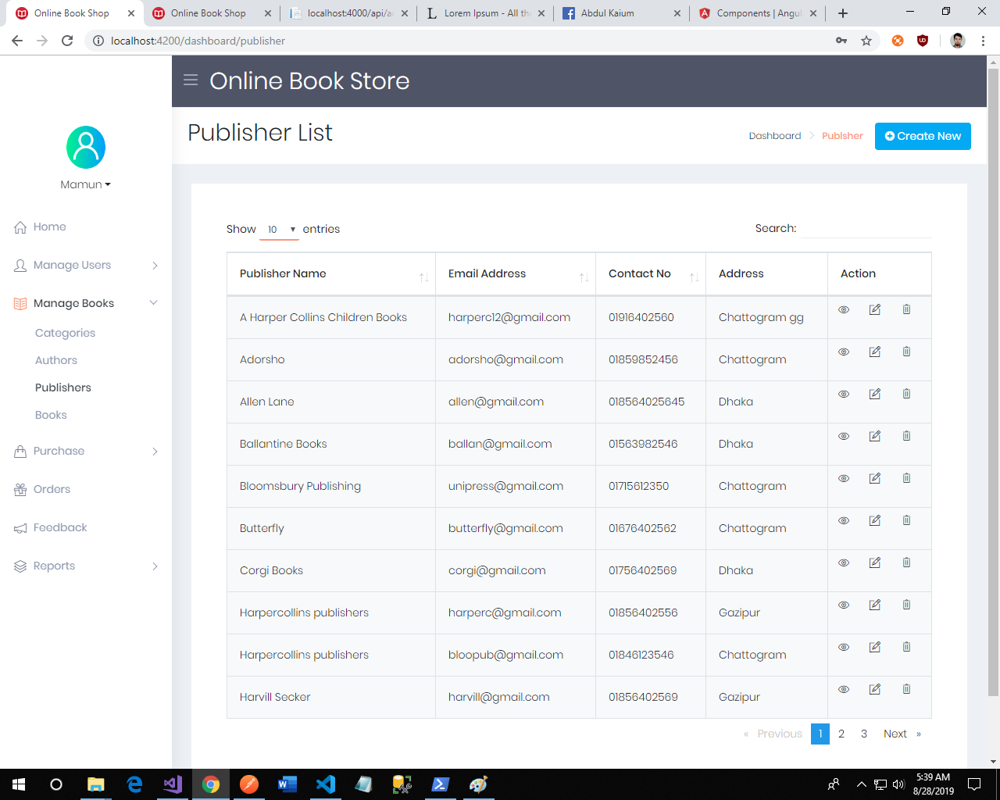 Online Book Shop
Online Book Shop
localhost:4000/api/a
Lorem Ipsum - All th
Abdul Kaium
Components | Angul
localhost:4200/dashboard/publisher
Online Book Store
Publisher List
Dashboard
Publsher
Create New
Mamun
Home
Manage Users
Manage Books
Categories
Authors
Publishers
Books
Purchase
Orders
Feedback
Reports
Show 10 entries
Search:
Publisher Name Email Address Contact No Address Action
A Harper Collins Children Books harperc12@gmail.com 01916402560 Chattogram gg
Adorsho adorsho@gmail.com 01859852456 Chattogram
Allen Lane allen@gmail.com 018564025645 Dhaka
Ballantine Books ballan@gmail.com 01563982546 Dhaka
Bloomsbury Publishing unipress@gmail.com 01715612350 Chattogram
Butterfly butterfly@gmail.com 01676402562 Chattogram
Corgi Books corgi@gmail.com 01756402569 Dhaka
Harpercollins publishers harperc@gmail.com 01856402556 Gazipur
Harpercollins publishers bloopub@gmail.com 01846123546 Chattogram
Harvill Secker harvill@gmail.com 01856402569 Gazipur
« Previous 1 2 3 Next »
5:39 AM
8/28/2019